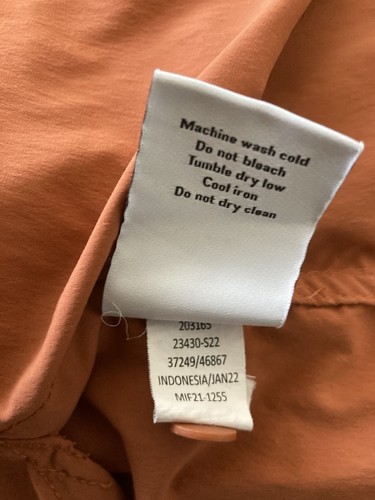 Machine wash cold
Do not bleach
Tumble dry low
Cool iron
Do not dry clean
203165
23430-S22
37249/46867
INDONESIA/JAN22
MIF21-1255